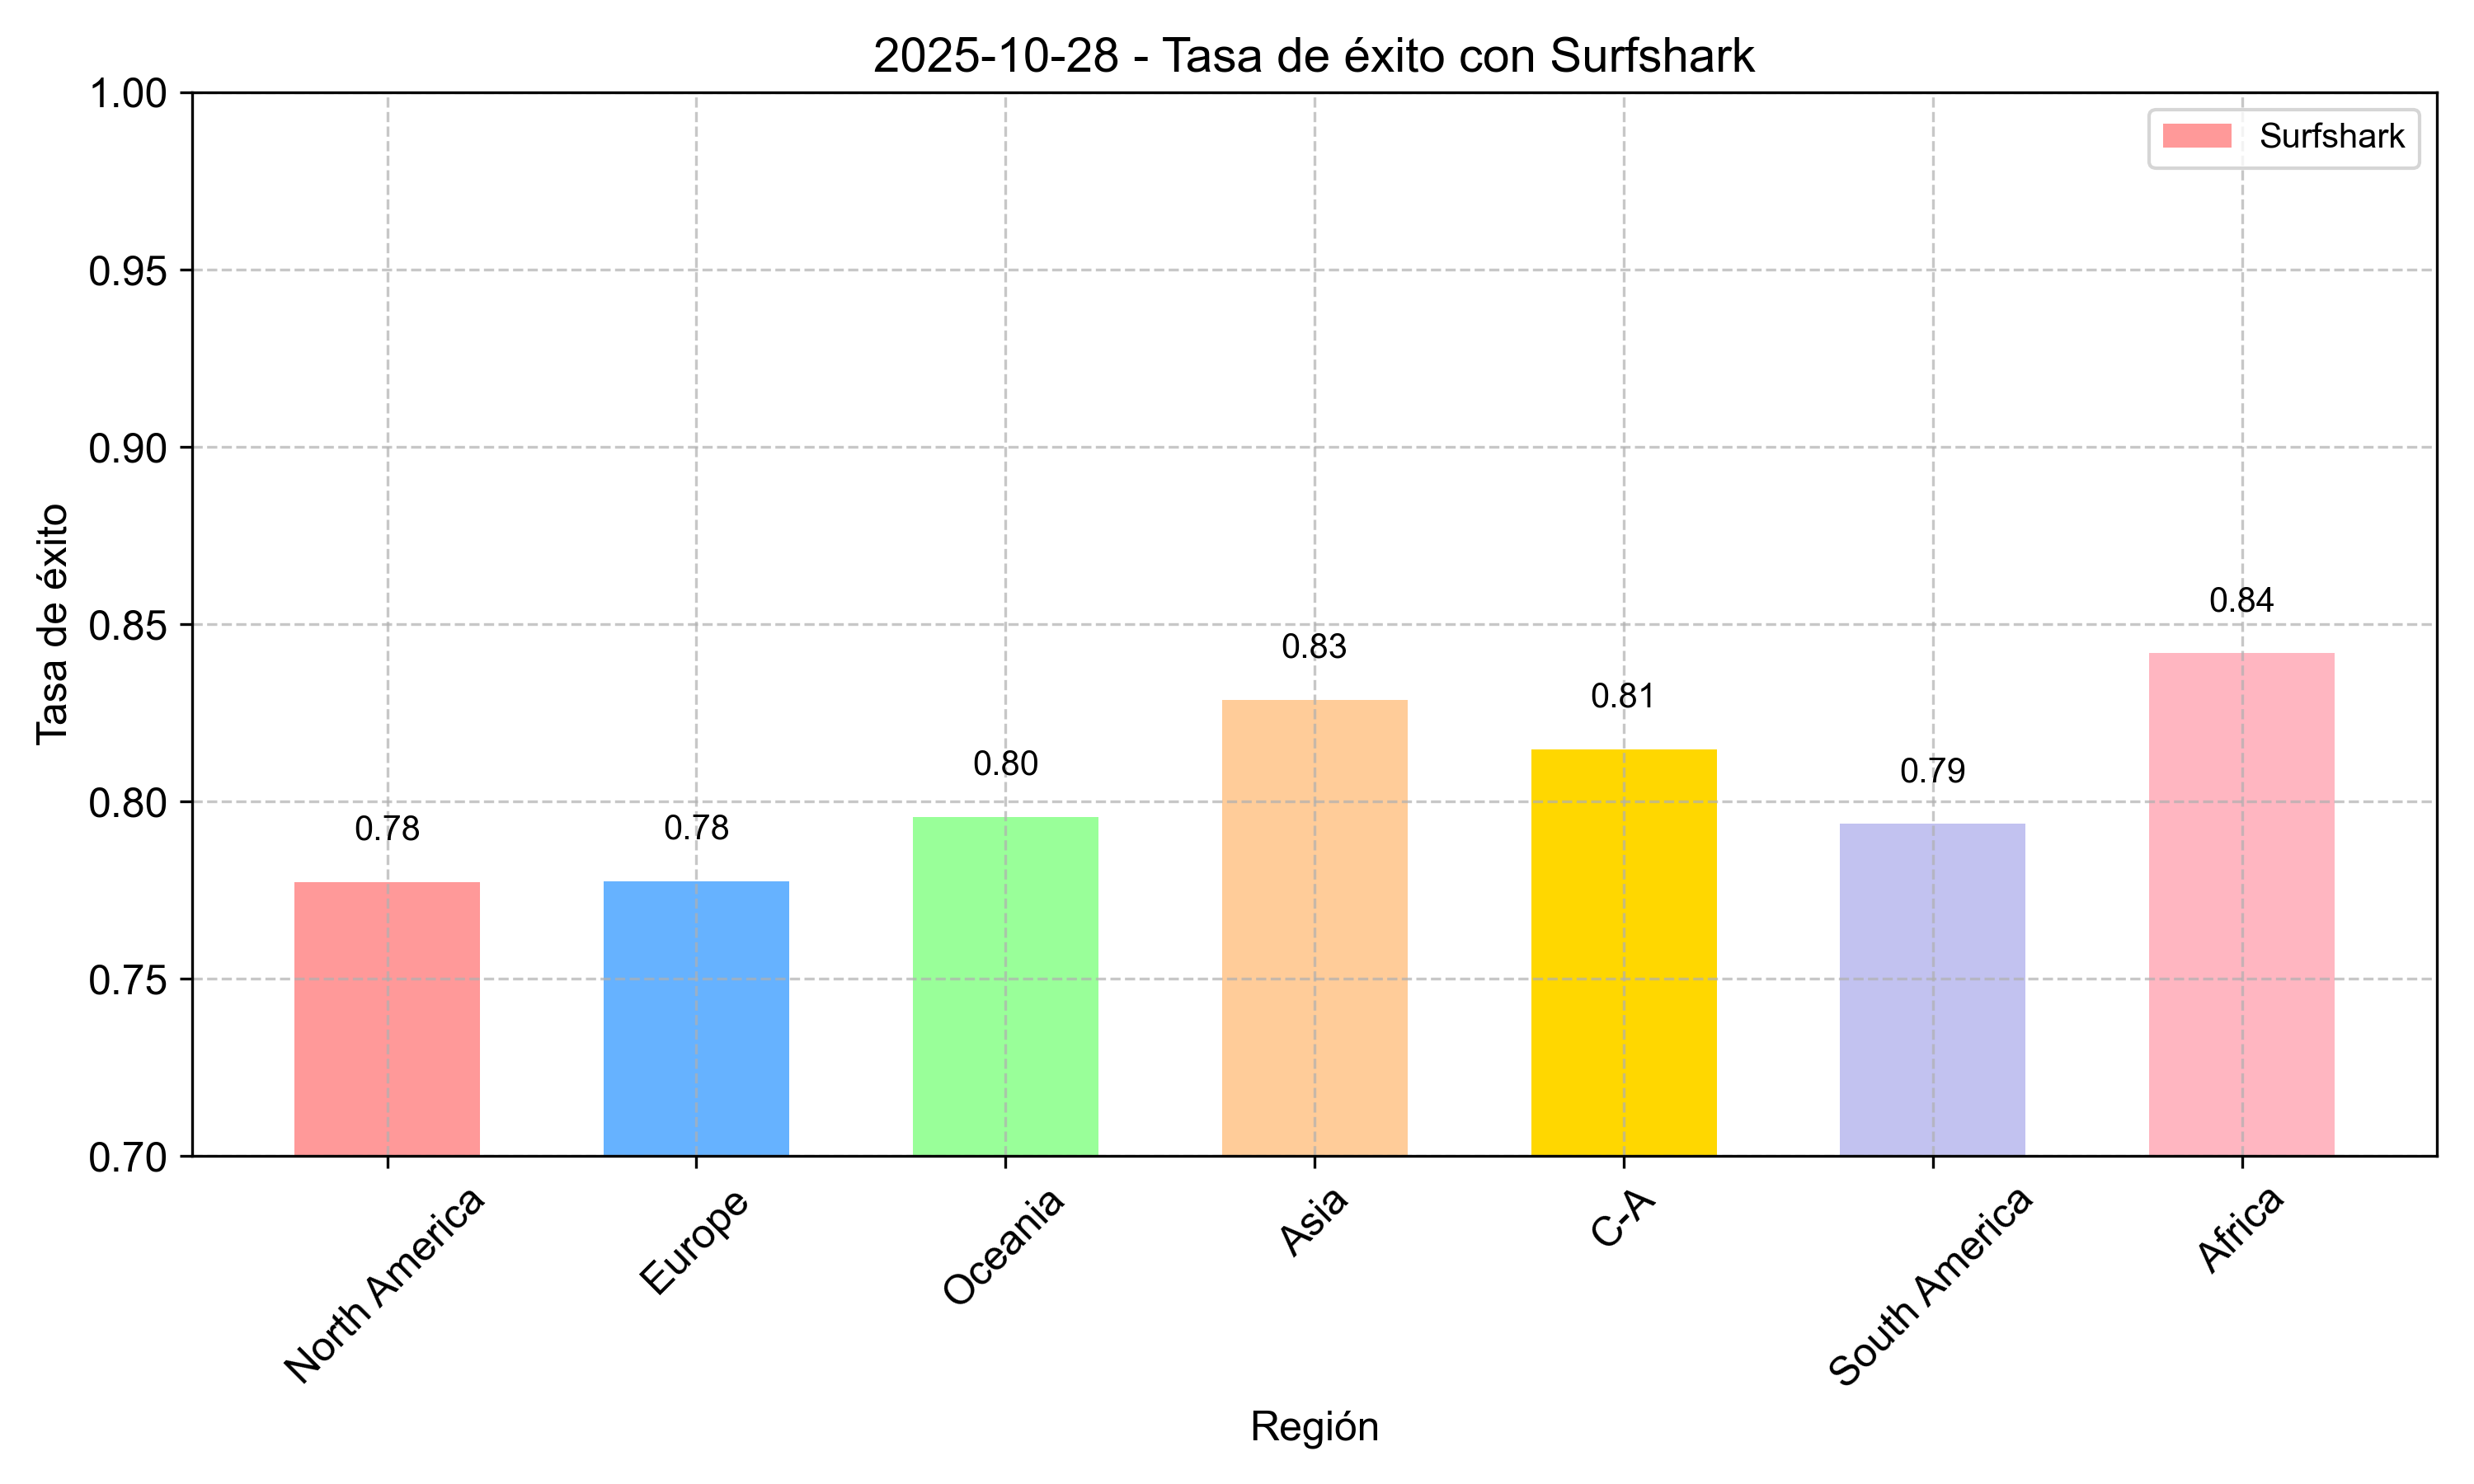 2025-10-28 - Tasa de éxito con Surfshark
Surfshark
Tasa de éxito
1.00
0.95
0.90
0.85
0.80
0.75
0.70
0.78
0.78
0.80
0.83
0.81
0.79
0.84
North America
Europe
Oceania
Asia
C-A
South America
Africa
Región